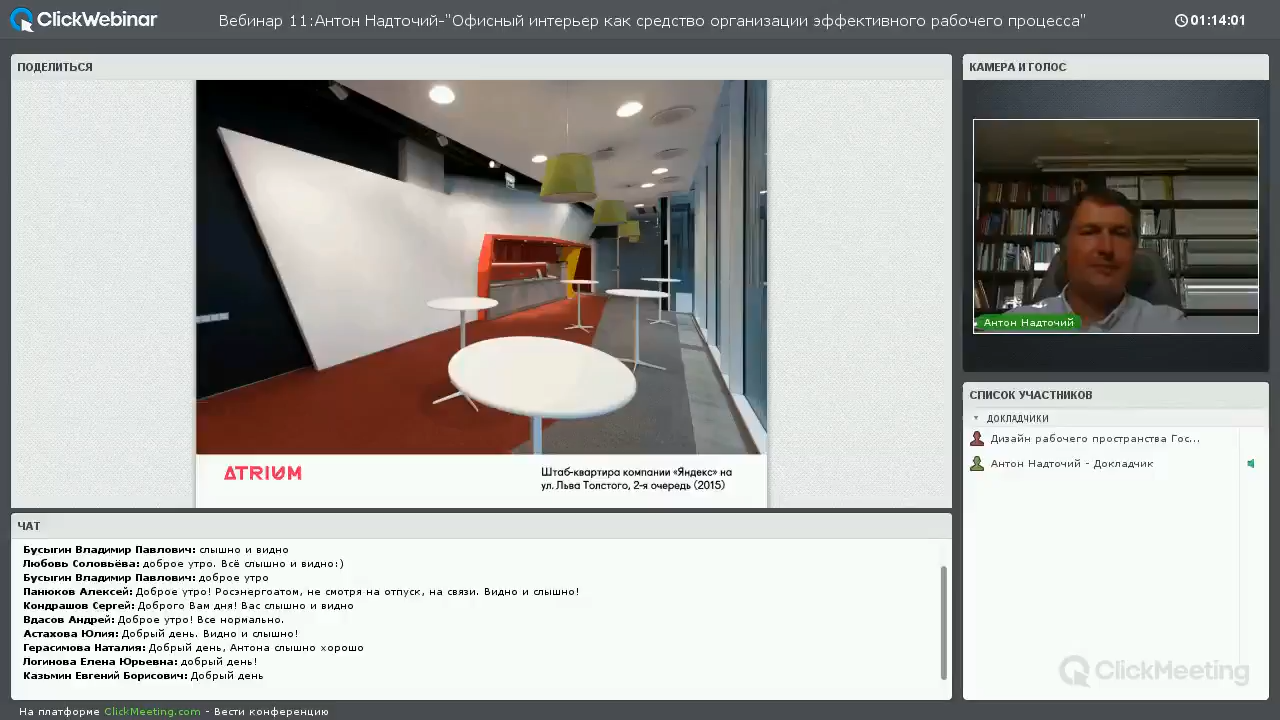 ClickWebinar
Вебинар 11:Антон Надточий-"Офисный интерьер как средство организации эффективного рабочего процесса"
01:14:01
ПОДЕЛИТЬСЯ
ATRIUM
Штаб-квартира компании «Яндекс» на
ул. Льва Толстого, 2-я очередь (2015)
КАМЕРА И ГОЛОС
Антон Надточий
СПИСОК УЧАСТНИКОВ
ДОКЛАДЧИКИ
Дизайн рабочего пространства Гос...
Антон Надточий - Докладчик
ЧАТ
Бусыгин Владимир Павлович: слышно и видно
Любовь Соловьёва: доброе утро. Всё слышно и видно:)
Бусыгин Владимир Павлович: доброе утро
Панюков Алексей: Доброе утро! Росэнергоатом, не смотря на отпуск, на связи. Видно и слышно!
Кондрашов Сергей: Доброго Вам дня! Вас слышно и видно
Вдасов Андрей: Доброе утро! Все нормально.
Астахова Юлия: Добрый день. Видно и слышно!
Герасимова Наталия: Добрый день, Антона слышно хорошо
Логинова Елена Юрьевна: добрый день!
Казьмин Евгений Борисович: Добрый день
ClickMeeting
На платформе ClickMeeting.com - Вести конференцию